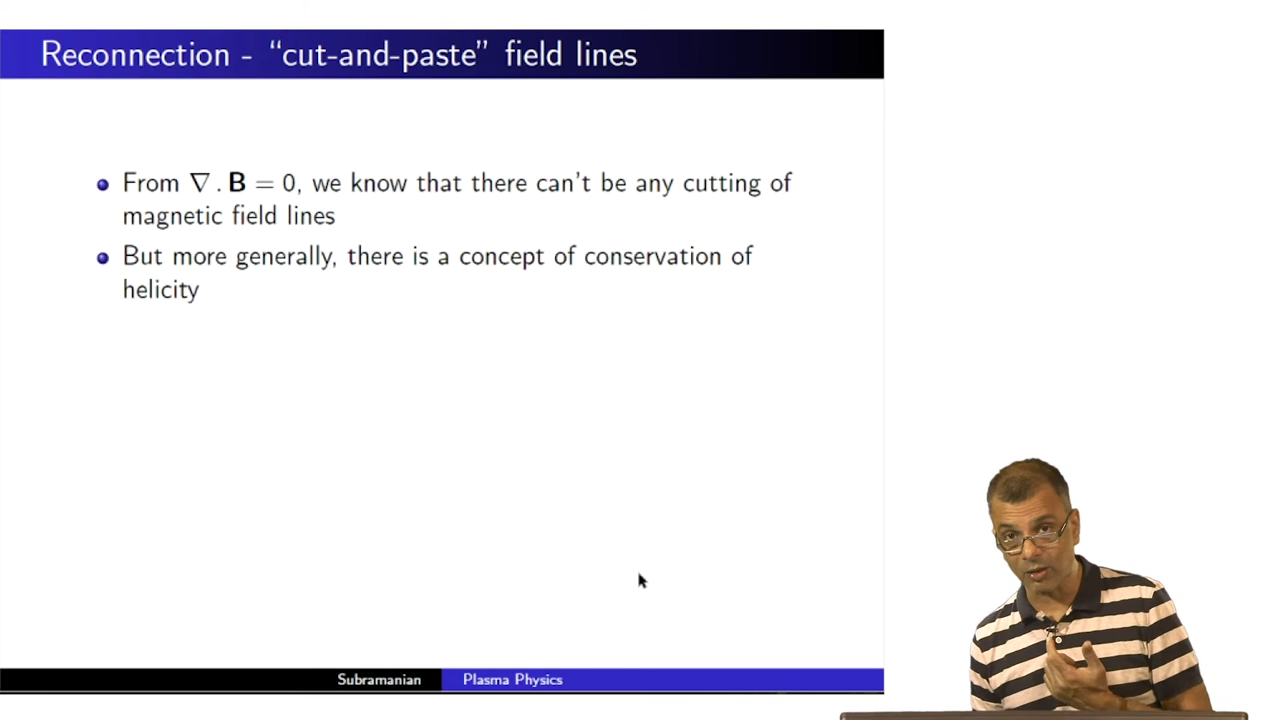 Reconnection - “cut-and-paste” field lines
From ∇ . B = 0, we know that there can’t be any cutting of
magnetic field lines
But more generally, there is a concept of conservation of
helicity
Subramanian Plasma Physics